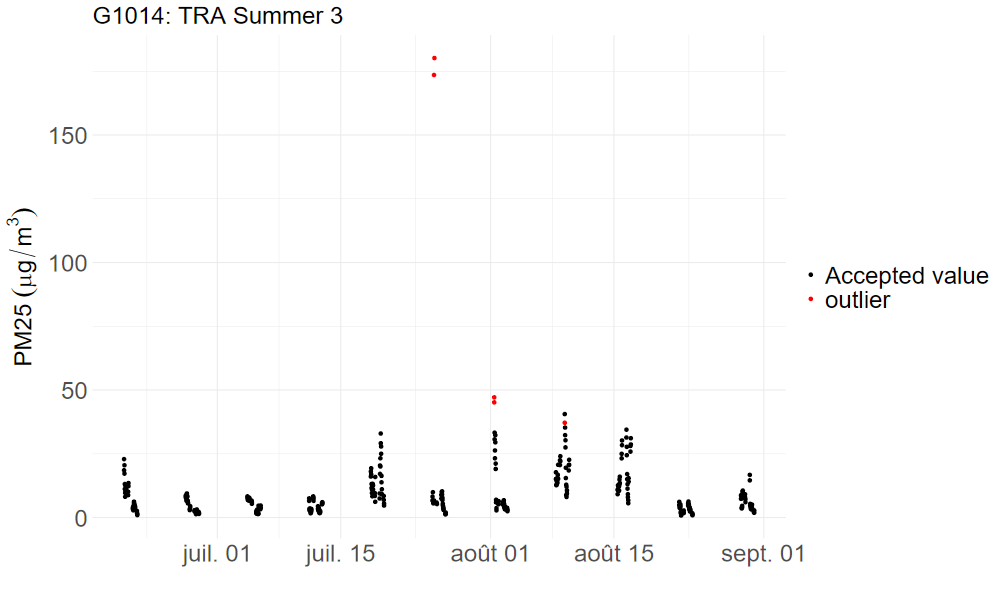 G1014: TRA Summer 3
PM25 (μg/m³)
150
100
50
0
juil. 01
juil. 15
août 01
août 15
sept. 01
Accepted value
outlier